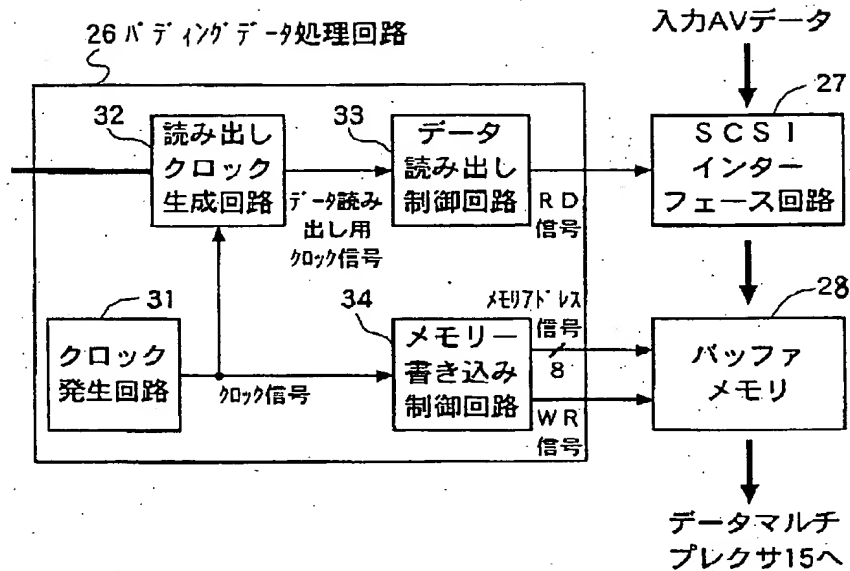 26 パディングデータ処理回路
入力AVデータ
32
読み出し
クロック
生成回路
データ読み
出し用
クロック信号
33
データ
読み出し
制御回路
RD
信号
27
SCSI
インター
フェース回路
31
クロック
発生回路
クロック信号
34
メモリー
書き込み
制御回路
メモリアドレス
信号
8
WR
信号
28
バッファ
メモリ
データマルチ
プレクサ15へ